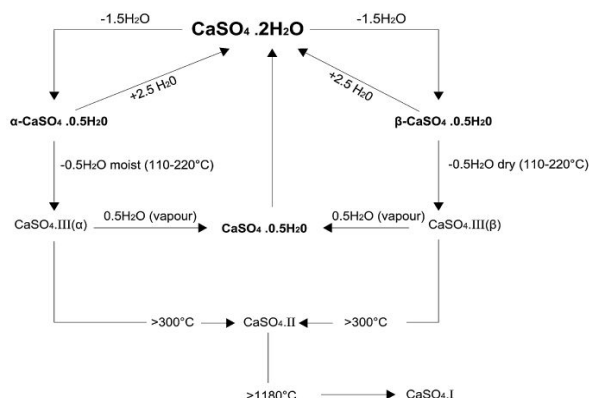 -1.5H₂O CaSO₄ .2H₂O -1.5H₂O
+2.5 H₂0 +2.5 H₂0
α-CaSO₄ .0.5H₂0 β-CaSO₄ .0.5H₂0
-0.5H₂O moist (110-220°C) -0.5H₂O dry (110-220°C)
CaSO₄.III(α) 0.5H₂O (vapour) CaSO₄ .0.5H₂0 0.5H₂O (vapour) CaSO₄.III(β)
>300°C CaSO₄.II >300°C
>1180°C CaSO₄.I